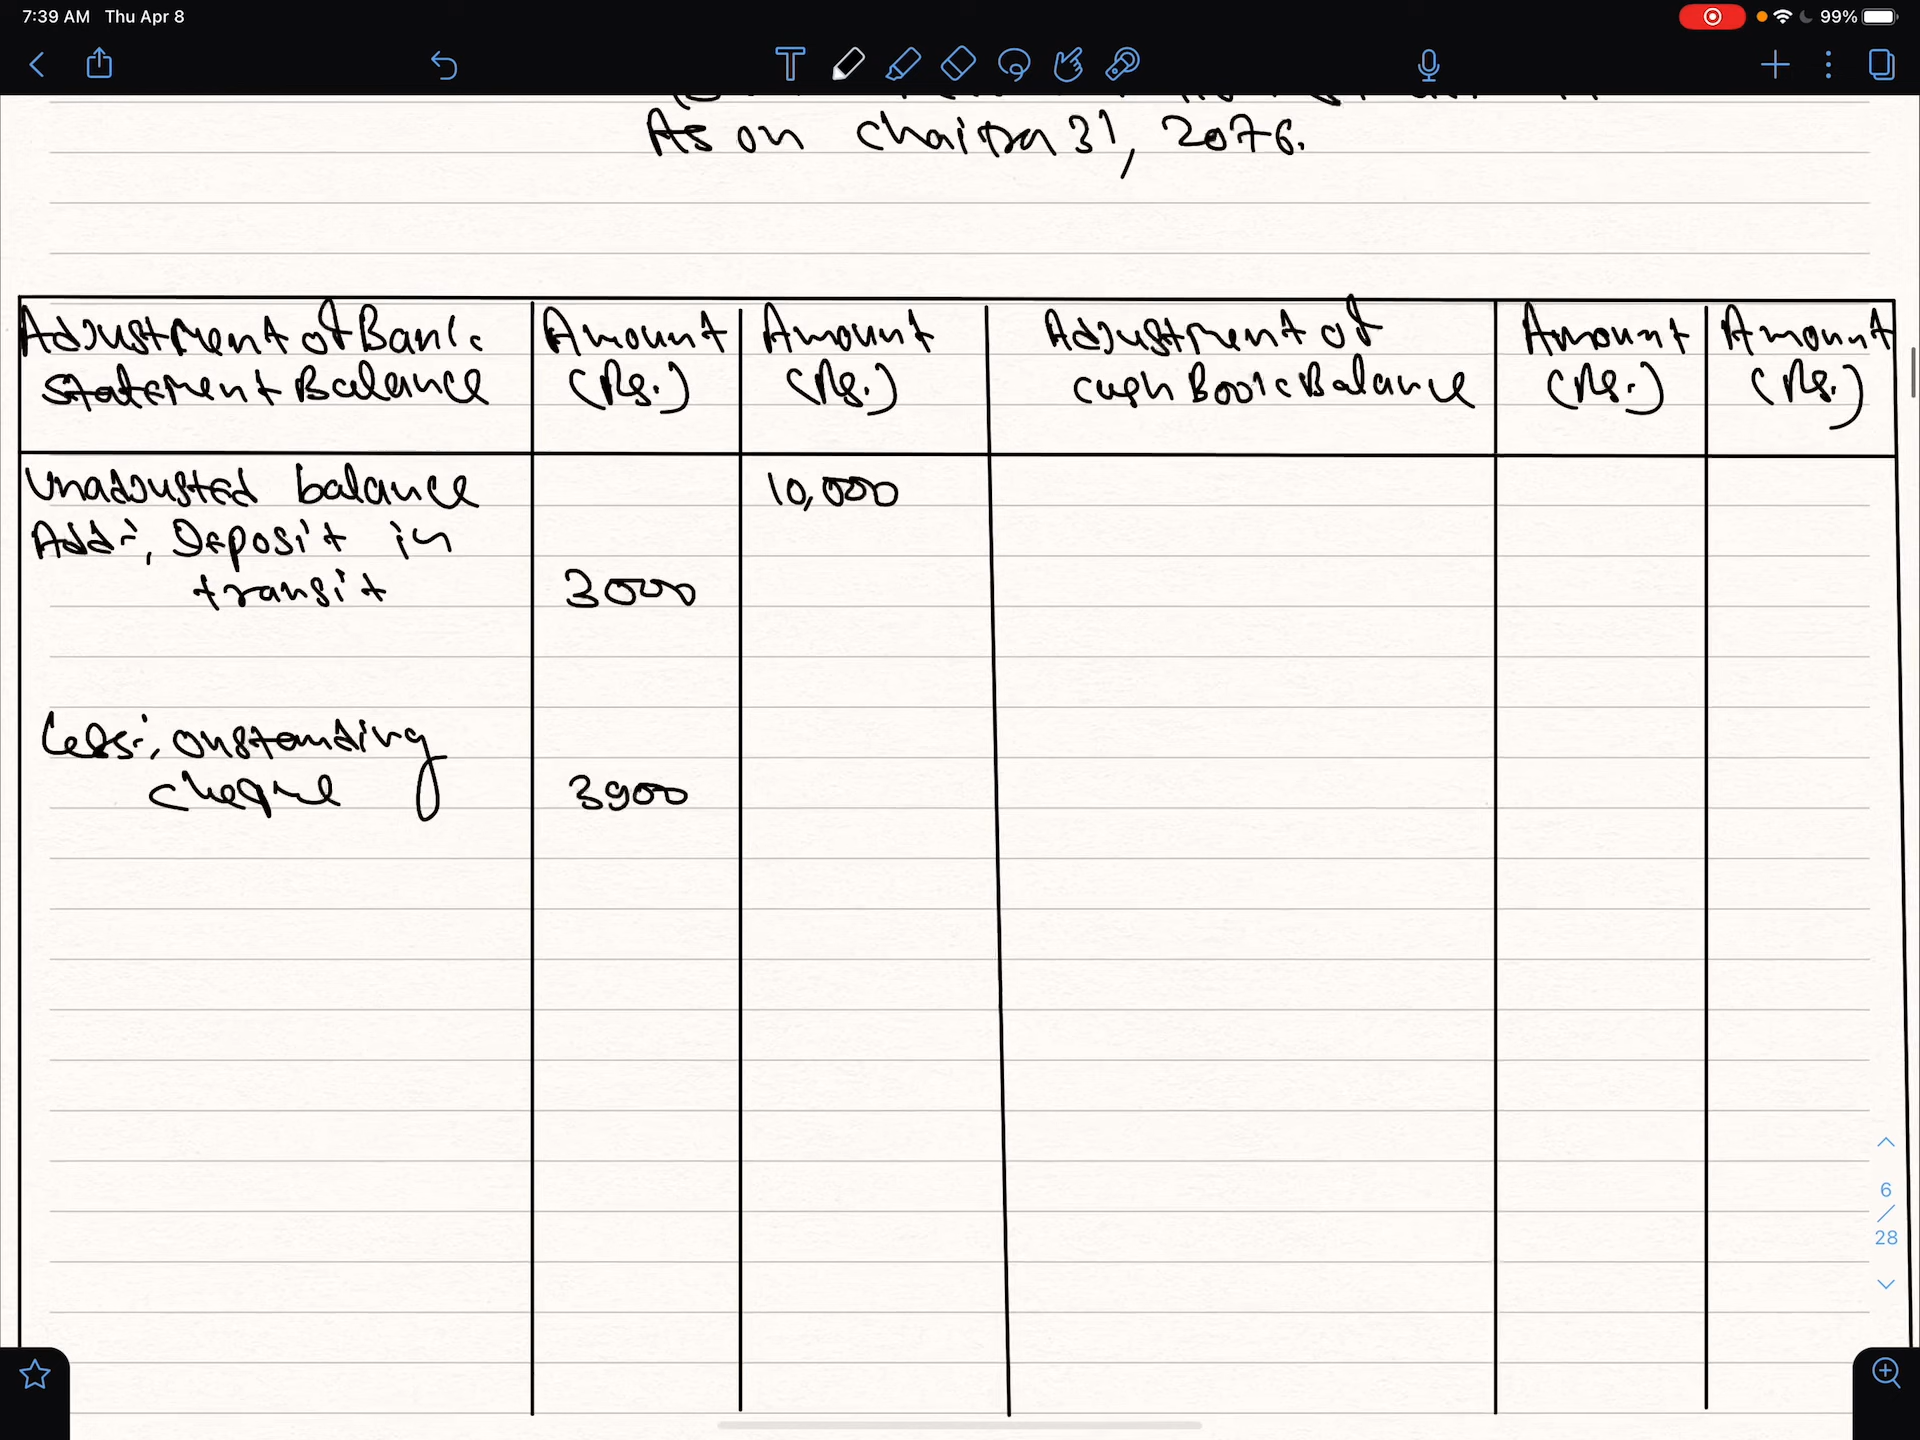 7:39 AM Thu Apr 8
99%
As on Chaitra 31, 2076.
Adjustment of Bank
Statement Balance
Amount
(Rs.)
Amount
(Rs.)
Adjustment of
cash Book Balance
Amount
(Rs.)
Amount
(Rs.)
Unadjusted balance 10,000
Add:, Deposit in
transit 3000
Less:, oustanding
cheque 3900
6
/
28